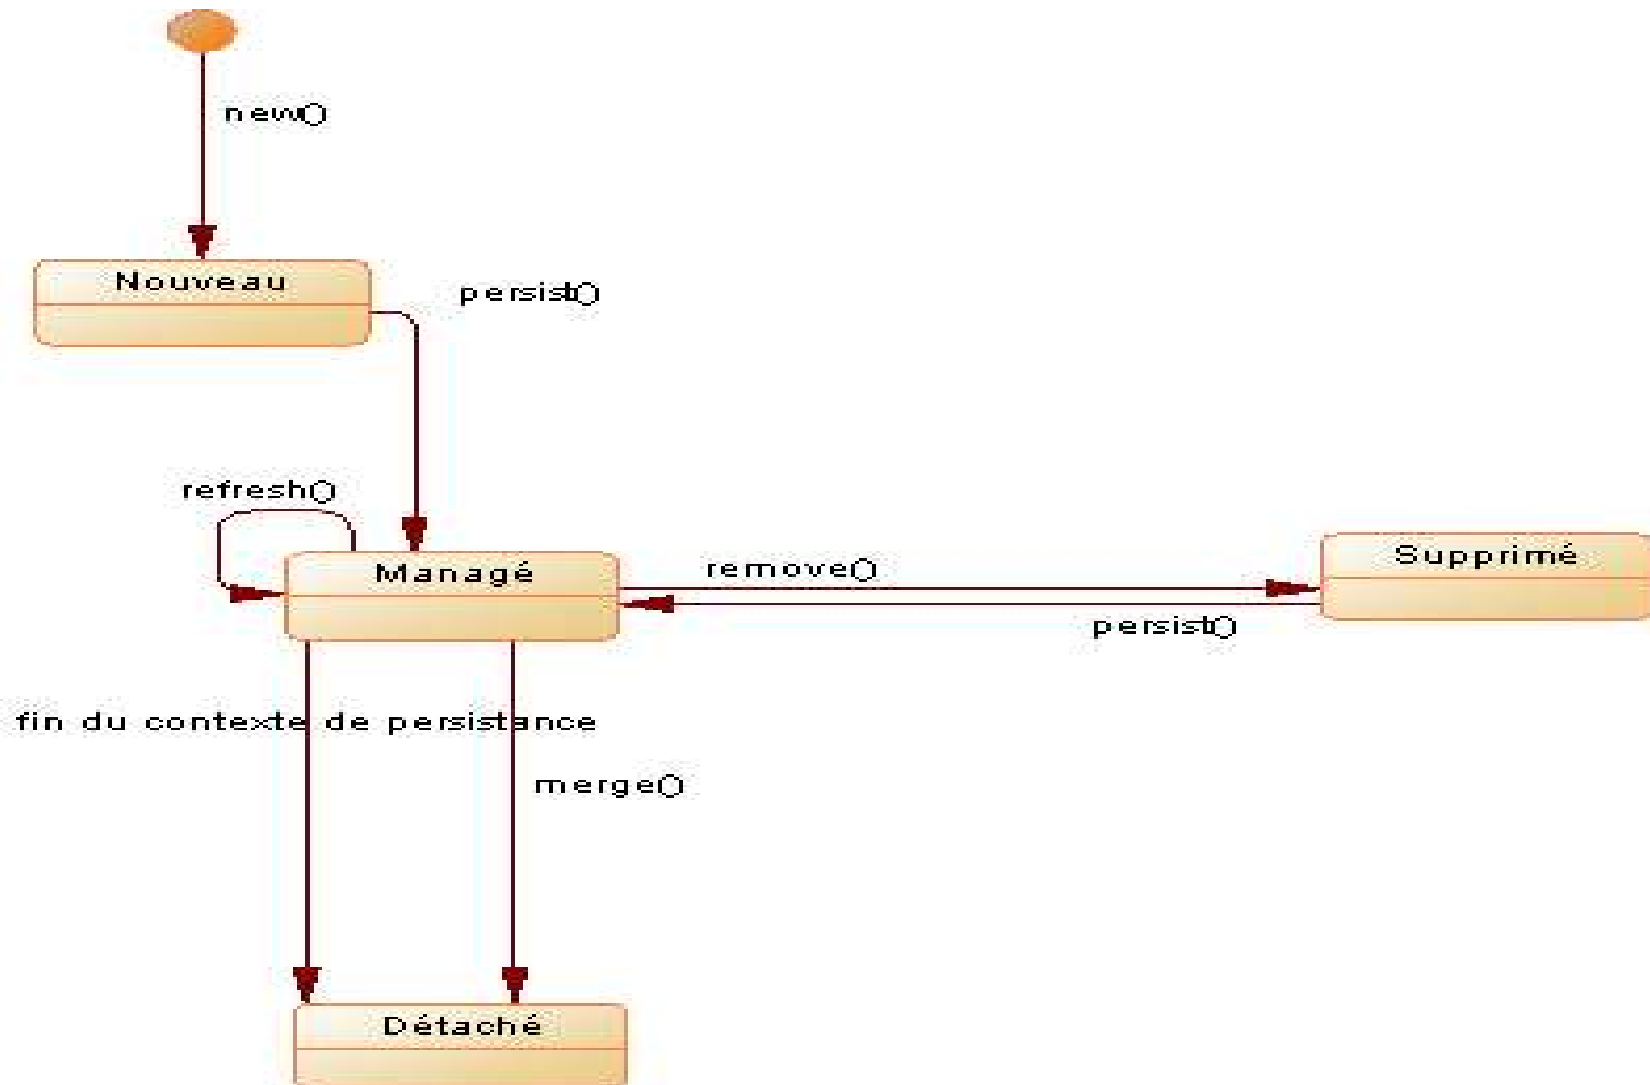 new()
Nouveau
persist()
refresh()
Managé
remove()
Supprimé
persist()
fin du contexte de persistance
merge()
Détaché